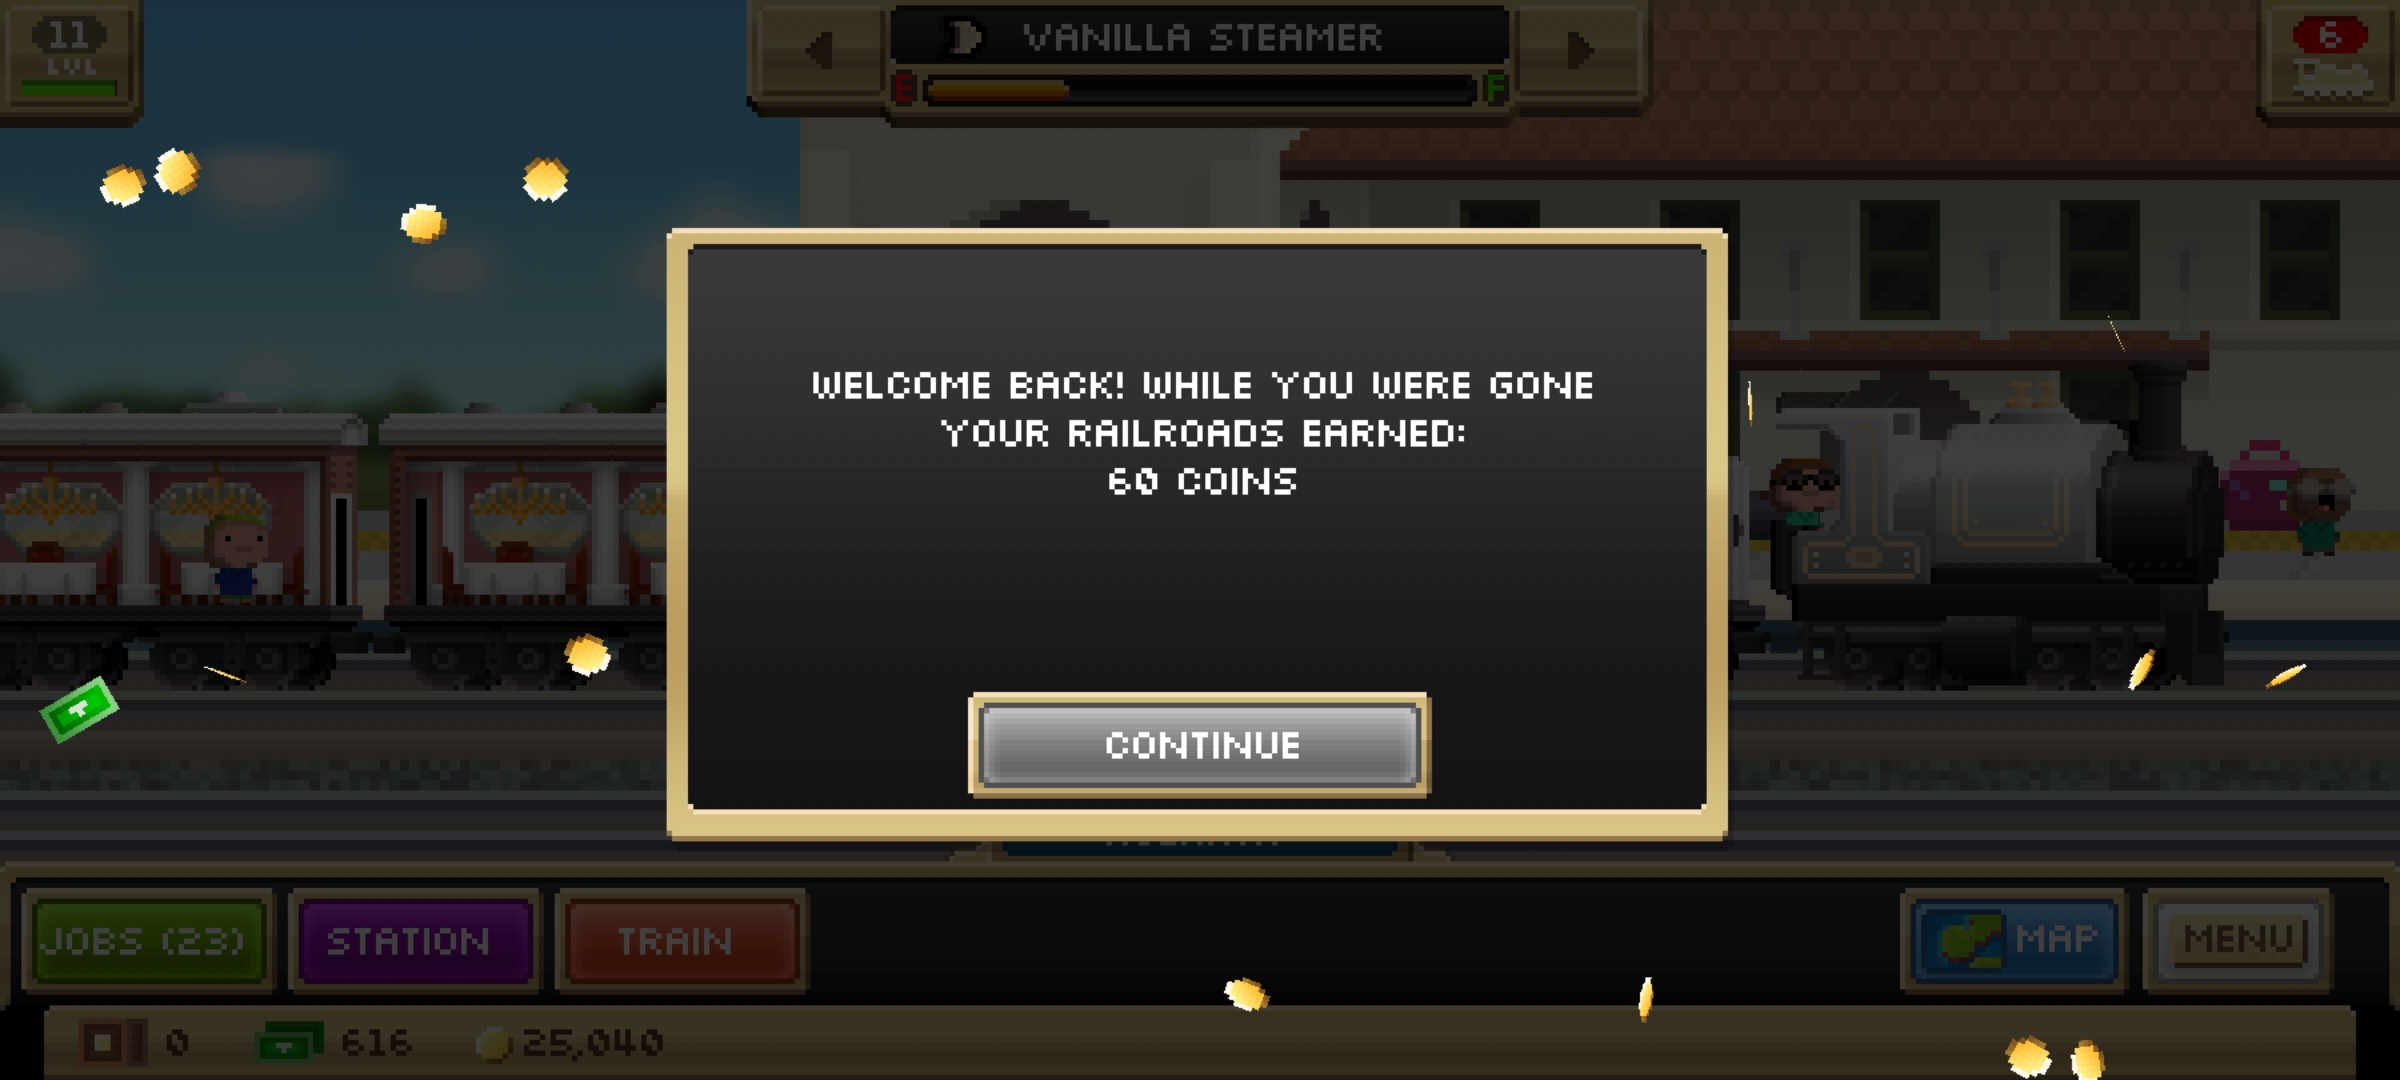 11
LVL
VANILLA STEAMER
E
F
6
WELCOME BACK! WHILE YOU WERE GONE
YOUR RAILROADS EARNED:
60 COINS
CONTINUE
JOBS (23)
STATION
TRAIN
MAP
MENU
0
616
25,040